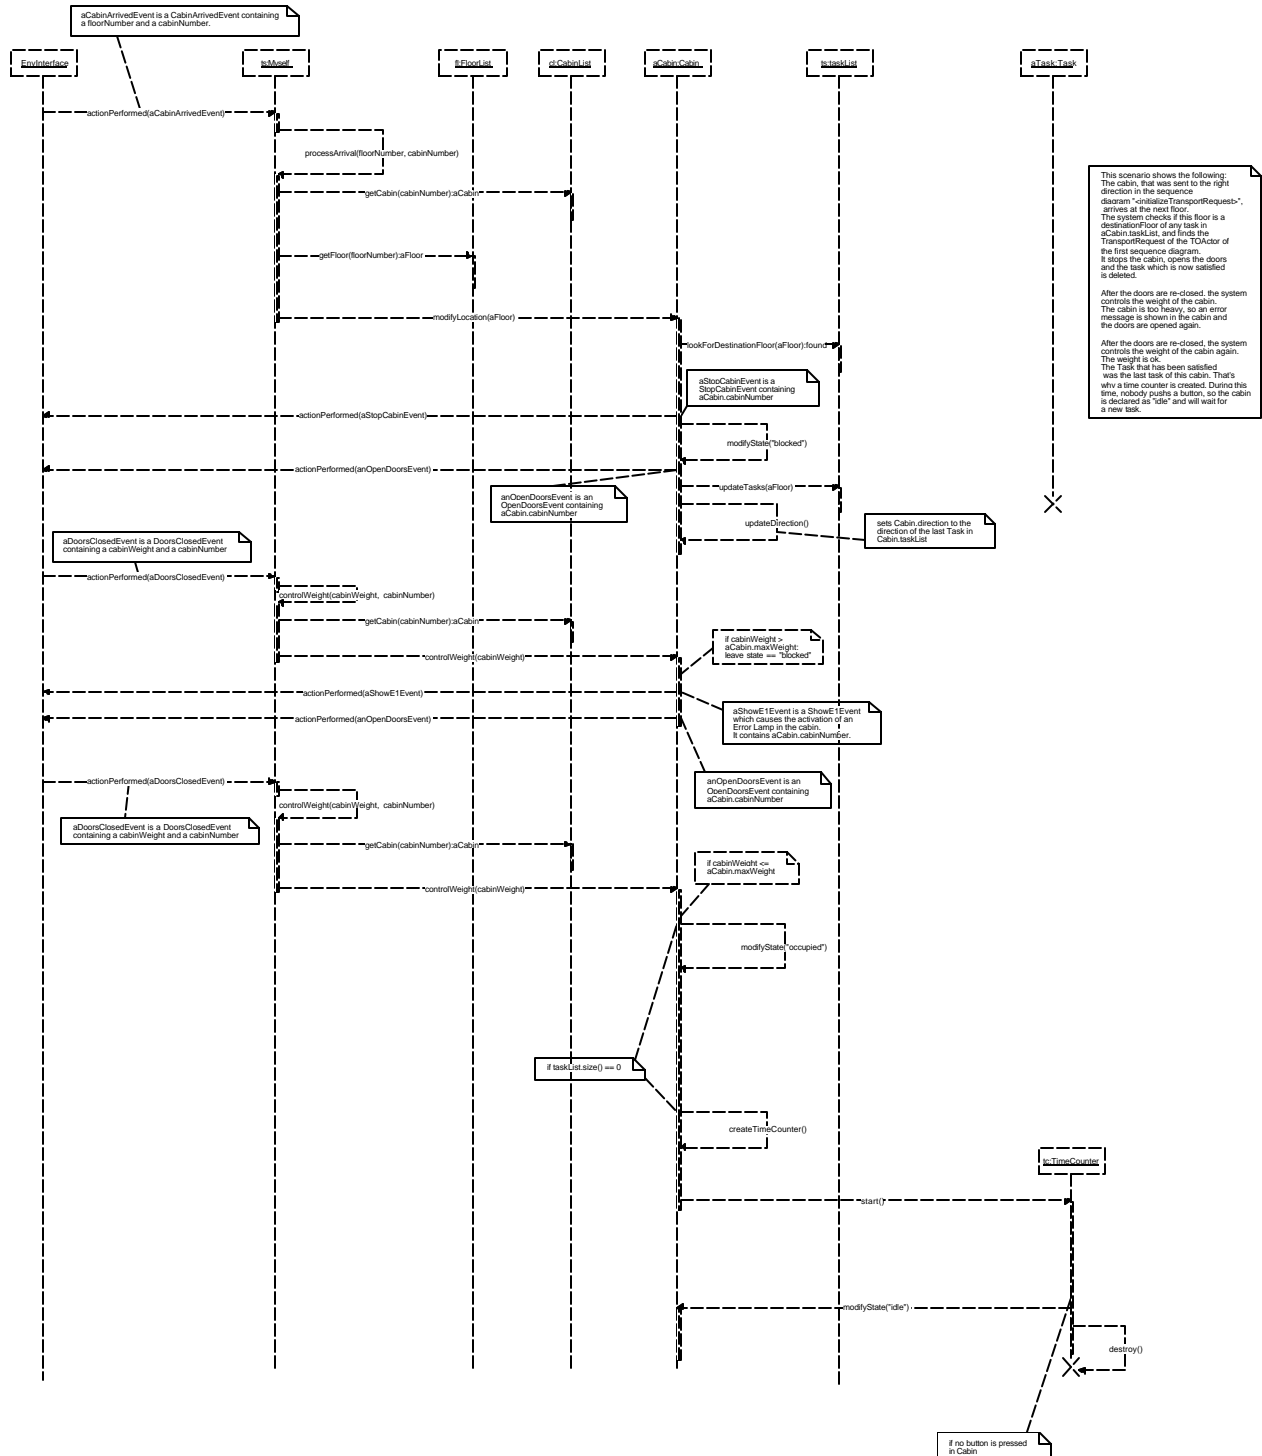 aCabinArrivedEvent is a CabinArrivedEvent containing
a floorNumber and a cabinNumber.
EnvInterface
ts:Myself
fl:FloorList
cl:CabinList
aCabin:Cabin
ts:taskList
aTask:Task
actionPerformed(aCabinArrivedEvent)
processArrival(floorNumber, cabinNumber)
getCabin(cabinNumber):aCabin
getFloor(floorNumber):aFloor
modifyLocation(aFloor)
lookForDestinationFloor(aFloor):found
This scenario shows the following:
The cabin, that was sent to the right
direction in the sequence
diagram "<initializeTransportRequest>",
arrives at the next floor.
The system checks if this floor is a
destinationFloor of any task in
aCabin.taskList, and finds the
TransportRequest of the TOActor of
the first sequence diagram.
It stops the cabin, opens the doors
and the task which is now satisfied
is deleted.
After the doors are re-closed, the system
controls the weight of the cabin.
The cabin is too heavy, so an error
message is shown in the cabin and
the doors are opened again.
After the doors are re-closed, the system
controls the weight of the cabin again.
The weight is ok.
The Task that has been satisfied
was the last task of this cabin. That's
why a time counter is created. During this
time, nobody pushs a button, so the cabin
is declared as "idle" and will wait for
a new task.
aStopCabinEvent is a
StopCabinEvent containing
aCabin.cabinNumber
actionPerformed(aStopCabinEvent)
modifyState("blocked")
actionPerformed(anOpenDoorsEvent)
updateTasks(aFloor)
anOpenDoorsEvent is an
OpenDoorsEvent containing
aCabin.cabinNumber
updateDirection()
sets Cabin.direction to the
direction of the last Task in
Cabin.taskList
aDoorsClosedEvent is a DoorsClosedEvent
containing a cabinWeight and a cabinNumber
actionPerformed(aDoorsClosedEvent)
controlWeight(cabinWeight, cabinNumber)
getCabin(cabinNumber):aCabin
if cabinWeight >
aCabin.maxWeight:
leave state == "blocked"
controlWeight(cabinWeight)
actionPerformed(aShowE1Event)
aShowE1Event is a ShowE1Event
which causes the activation of an
Error Lamp in the cabin.
It contains aCabin.cabinNumber.
actionPerformed(anOpenDoorsEvent)
actionPerformed(aDoorsClosedEvent)
anOpenDoorsEvent is an
OpenDoorsEvent containing
aCabin.cabinNumber
controlWeight(cabinWeight, cabinNumber)
aDoorsClosedEvent is a DoorsClosedEvent
containing a cabinWeight and a cabinNumber
getCabin(cabinNumber):aCabin
if cabinWeight <=
aCabin.maxWeight
controlWeight(cabinWeight)
modifyState("occupied")
if taskList.size() == 0
createTimeCounter()
tc:TimeCounter
start()
modifyState("idle")
destroy()
if no button is pressed
in Cabin